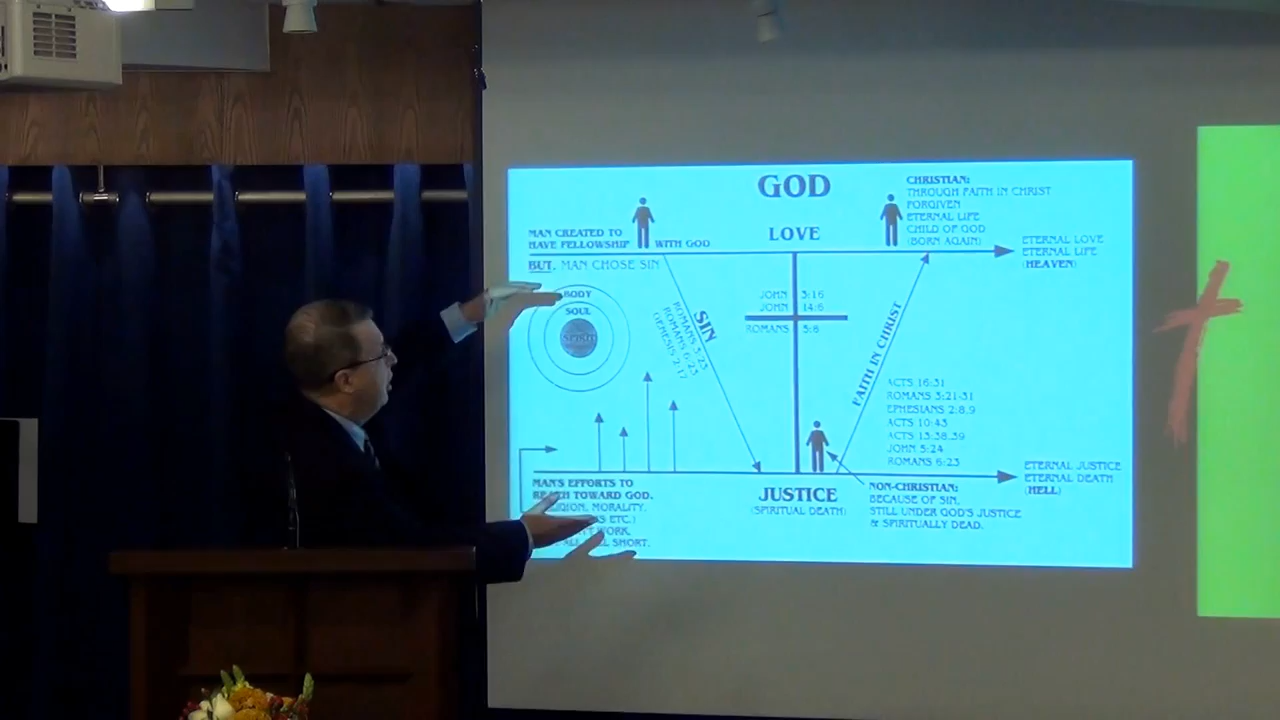 GOD
CHRISTIAN:
THROUGH FAITH IN CHRIST
FORGIVEN
ETERNAL LIFE
CHILD OF GOD
(BORN AGAIN)
MAN CREATED TO
HAVE FELLOWSHIP WITH GOD
LOVE
ETERNAL LOVE
ETERNAL LIFE
(HEAVEN)
BUT, MAN CHOSE SIN
BODY
SOUL
SPIRIT
SIN
ROMANS 3:23
ROMANS 6:23
GENESIS 2:17
JOHN 3:16
JOHN 14:6
ROMANS 5:8
FAITH IN CHRIST
ACTS 16:31
ROMANS 3:21-31
EPHESIANS 2:8,9
ACTS 10:43
ACTS 13:38,39
JOHN 5:24
ROMANS 6:23
ETERNAL JUSTICE
ETERNAL DEATH
(HELL)
MAN'S EFFORTS TO
REACH TOWARD GOD.
RELIGION, MORALITY,
ETC.)
WORK,
SHORT.
JUSTICE
(SPIRITUAL DEATH)
NON-CHRISTIAN:
BECAUSE OF SIN,
STILL UNDER GOD'S JUSTICE
& SPIRITUALLY DEAD.